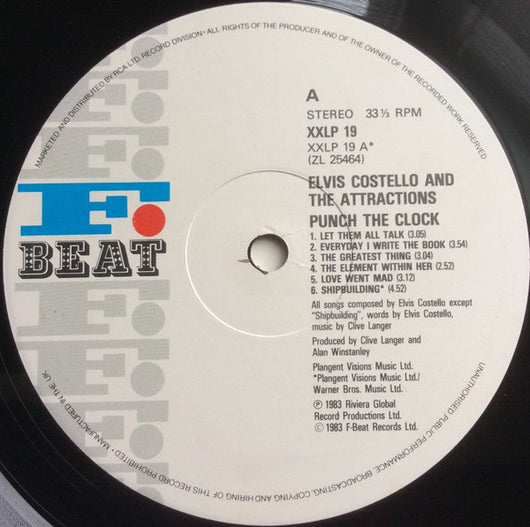 MARKETED AND DISTRIBUTED BY RCA LTD. RECORD DIVISION • ALL RIGHTS OF THE PRODUCER AND OF THE OWNER OF THE RECORDED WORK RESERVED
UNAUTHORISED PUBLIC PERFORMANCE, BROADCASTING, COPYING AND HIRING OF THIS RECORD PROHIBITED • MANUFACTURED IN THE UK
F.
BEAT
A
STEREO 33⅓ RPM
XXLP 19
XXLP 19 A*
(ZL 25464)
ELVIS COSTELLO AND
THE ATTRACTIONS
PUNCH THE CLOCK
1. LET THEM ALL TALK (3.05)
2. EVERYDAY I WRITE THE BOOK (3.54)
3. THE GREATEST THING (3.04)
4. THE ELEMENT WITHIN HER (2.52)
5. LOVE WENT MAD (3.12)
6. SHIPBUILDING* (4.52)
All songs composed by Elvis Costello except
"Shipbuilding", words by Elvis Costello,
music by Clive Langer
Produced by Clive Langer and
Alan Winstanley
Plangent Visions Music Ltd.
*Plangent Visions Music Ltd./
Warner Bros. Music Ltd.
℗ 1983 Riviera Global
Record Productions Ltd.
© 1983 F-Beat Records Ltd.